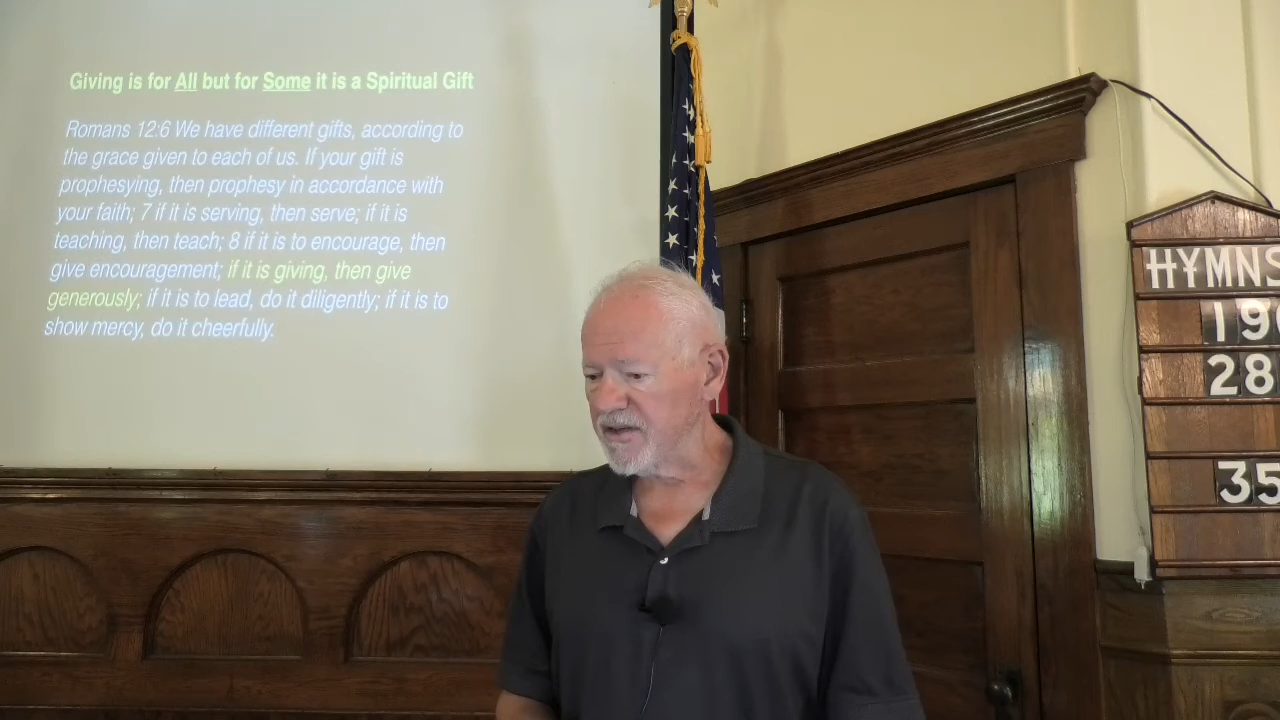 Giving is for All but for Some it is a Spiritual Gift
Romans 12:6 We have different gifts, according to
the grace given to each of us. If your gift is
prophesying, then prophesy in accordance with
your faith; 7 if it is serving, then serve; if it is
teaching, then teach; 8 if it is to encourage, then
give encouragement; if it is giving, then give
generously; if it is to lead, do it diligently; if it is to
show mercy, do it cheerfully.
HYMNS
28
35